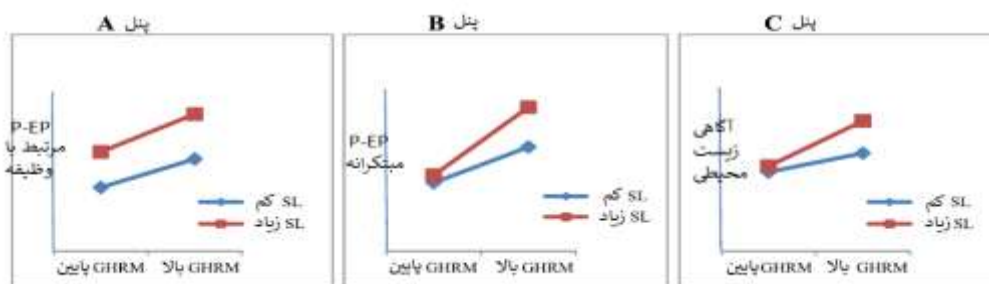 پنل A
P-EP
مرتبط با
وظیفه
SL کم
SL زیاد
GHRM پایین
GHRM بالا
پنل B
P-EP
مبتکرانه
SL کم
SL زیاد
GHRM پایین
GHRM بالا
پنل C
آگاهی
زیست
محیطی
SL کم
SL زیاد
GHRM پایین
GHRM بالا